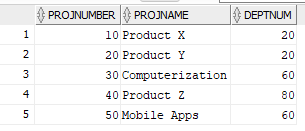 PROJNUMBER PROJNAME DEPTNUM
1 10 Product X 20
2 20 Product Y 20
3 30 Computerization 60
4 40 Product Z 80
5 50 Mobile Apps 60